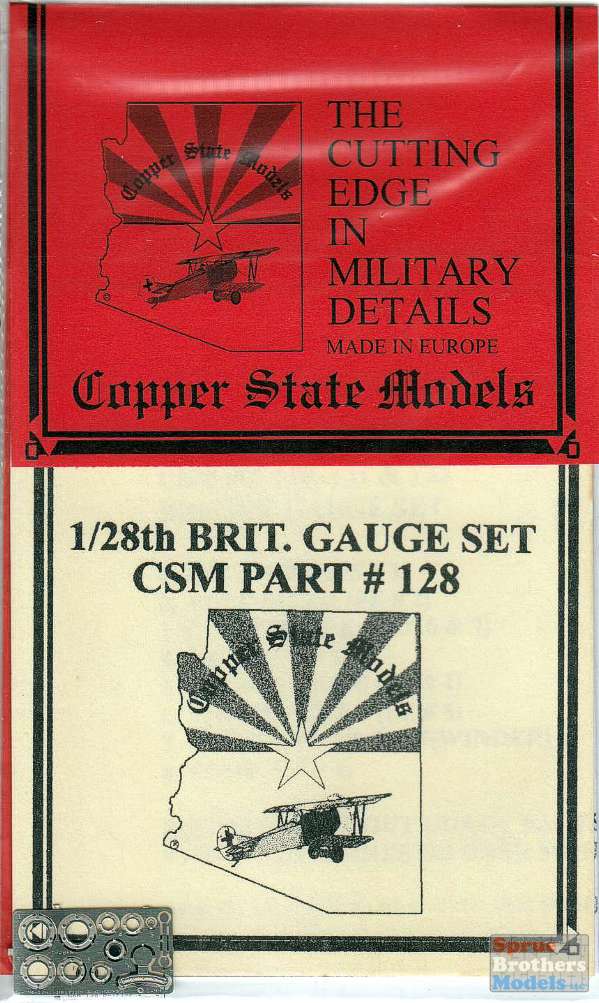 Copper State Models
THE
CUTTING
EDGE
IN
MILITARY
DETAILS
MADE IN EUROPE
Copper State Models
1/28th BRIT. GAUGE SET
CSM PART # 128
Copper State Models
Sprue
Brothers
Models LLC